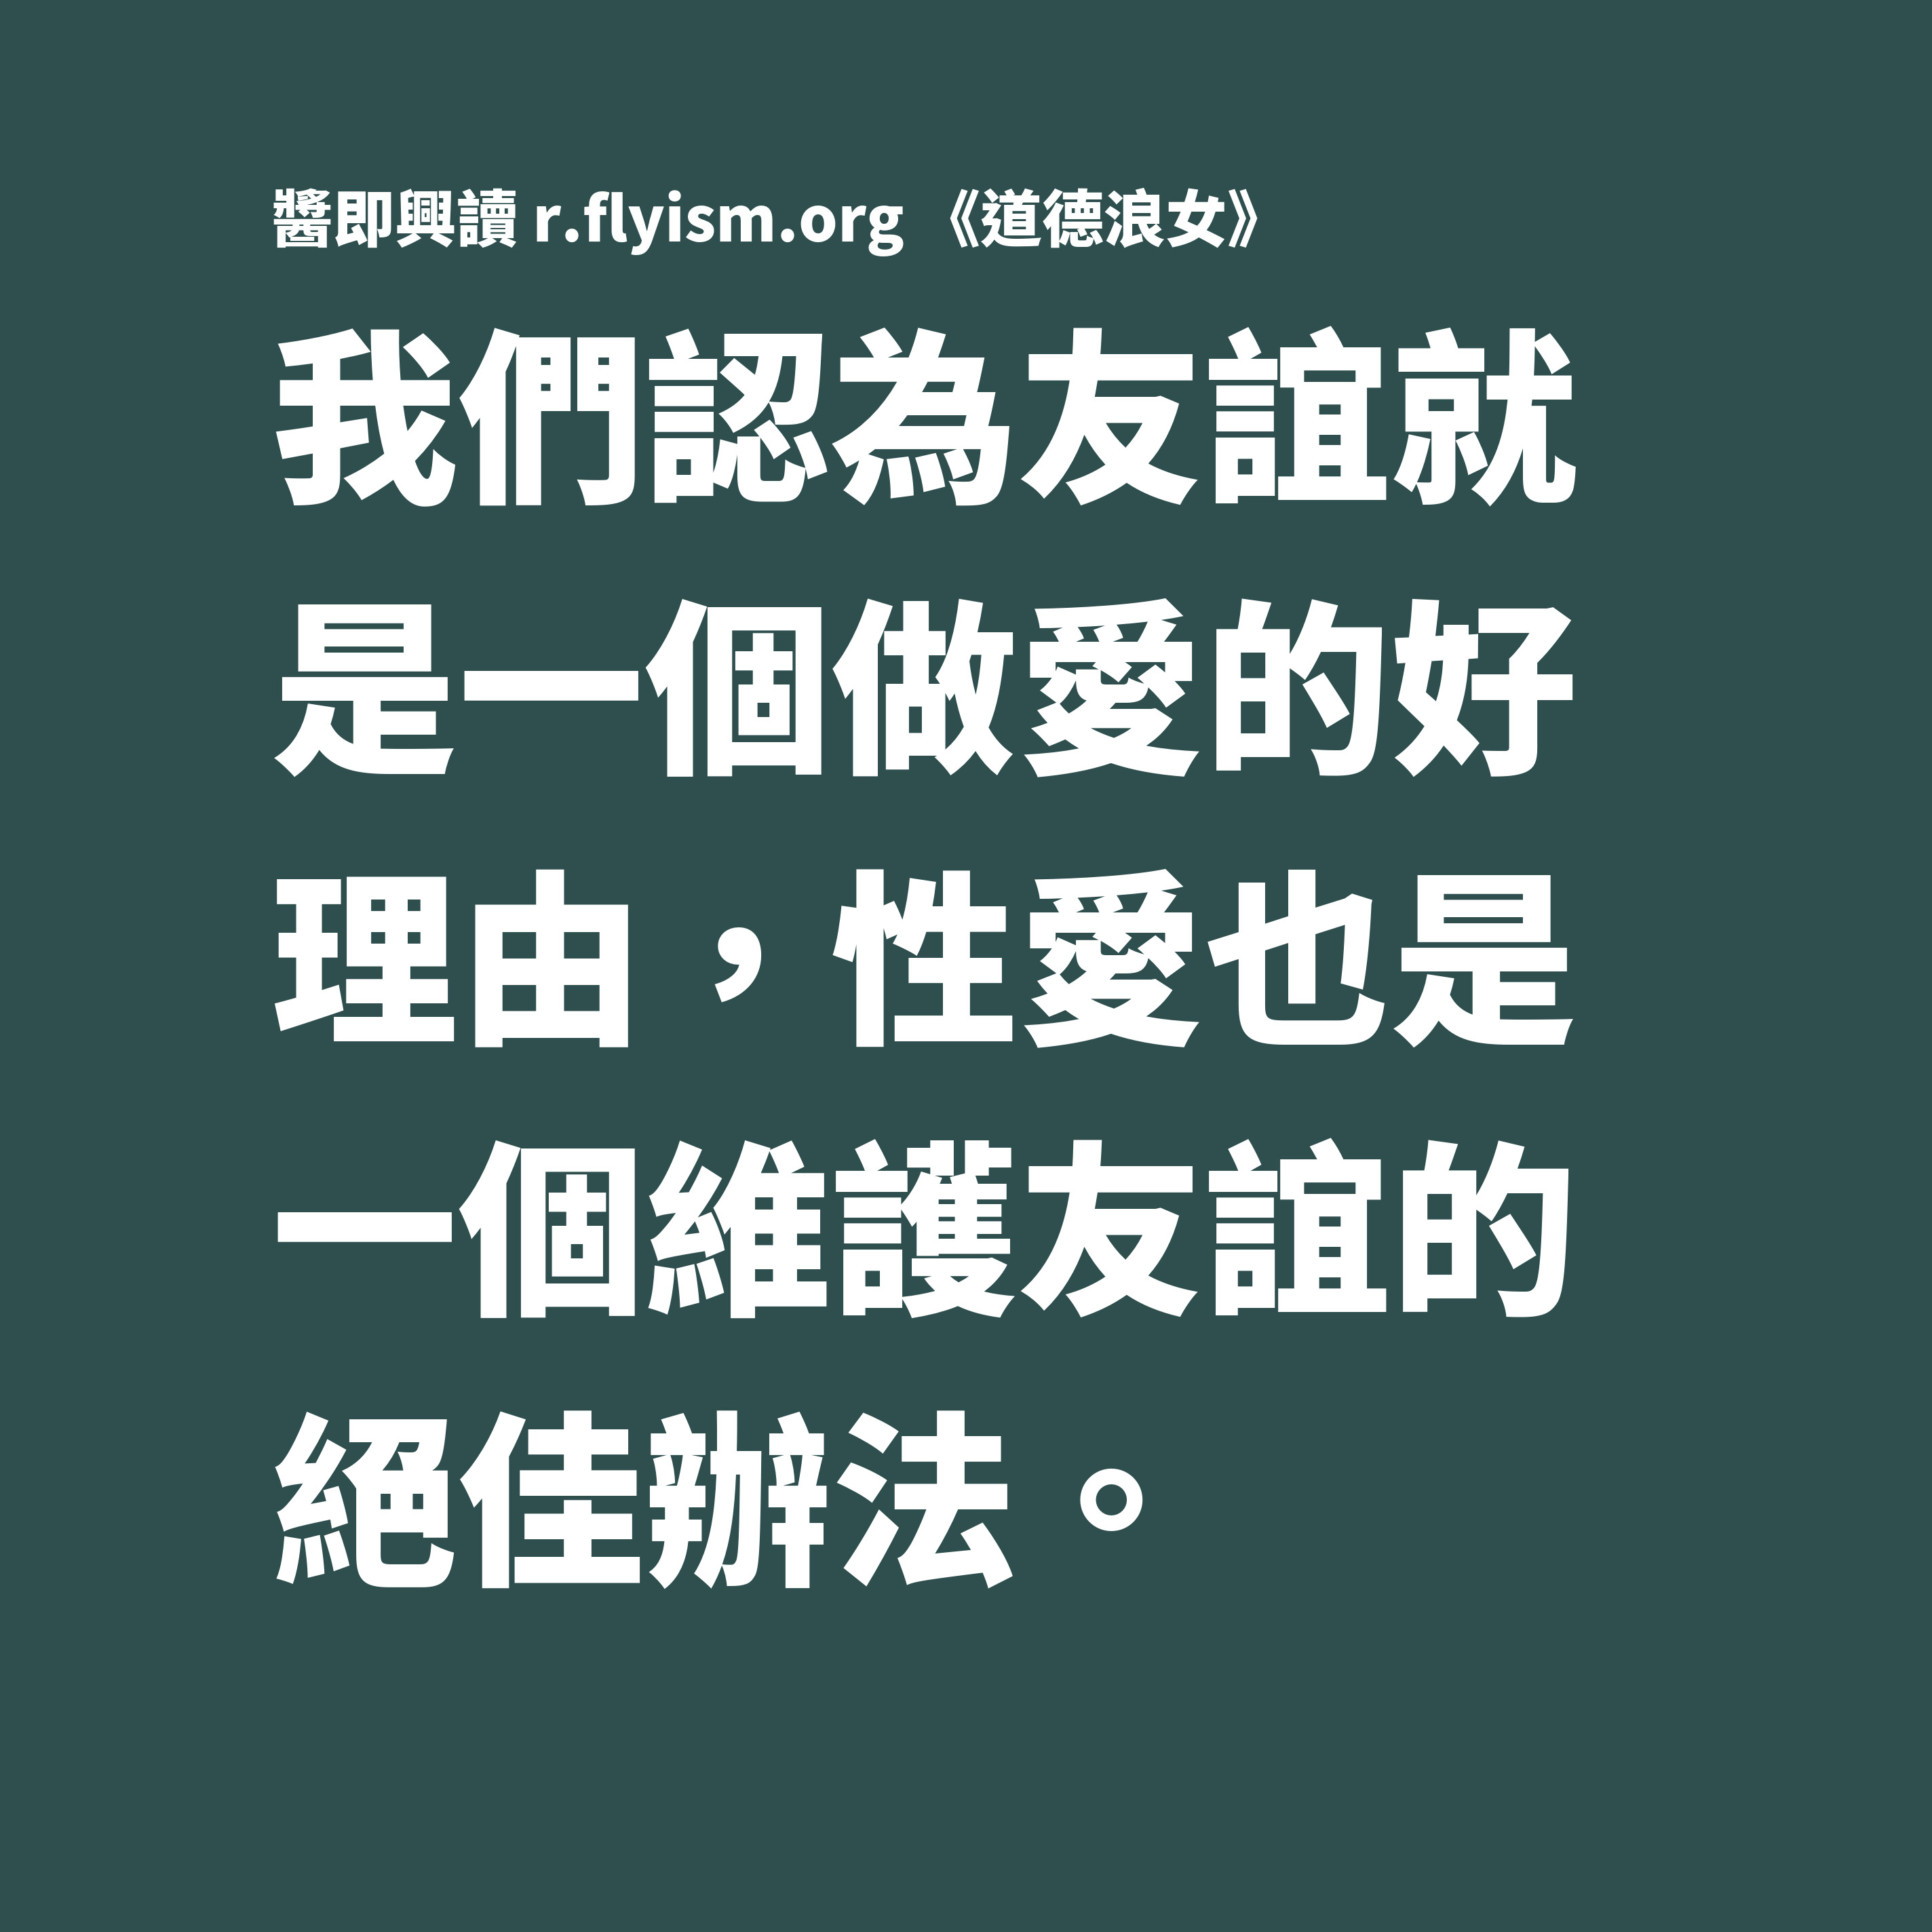 豔即與讀 r.flyism.org 《道德浪女》
我們認為友誼就
是一個做愛的好
理由，性愛也是
一個維護友誼的
絕佳辦法。